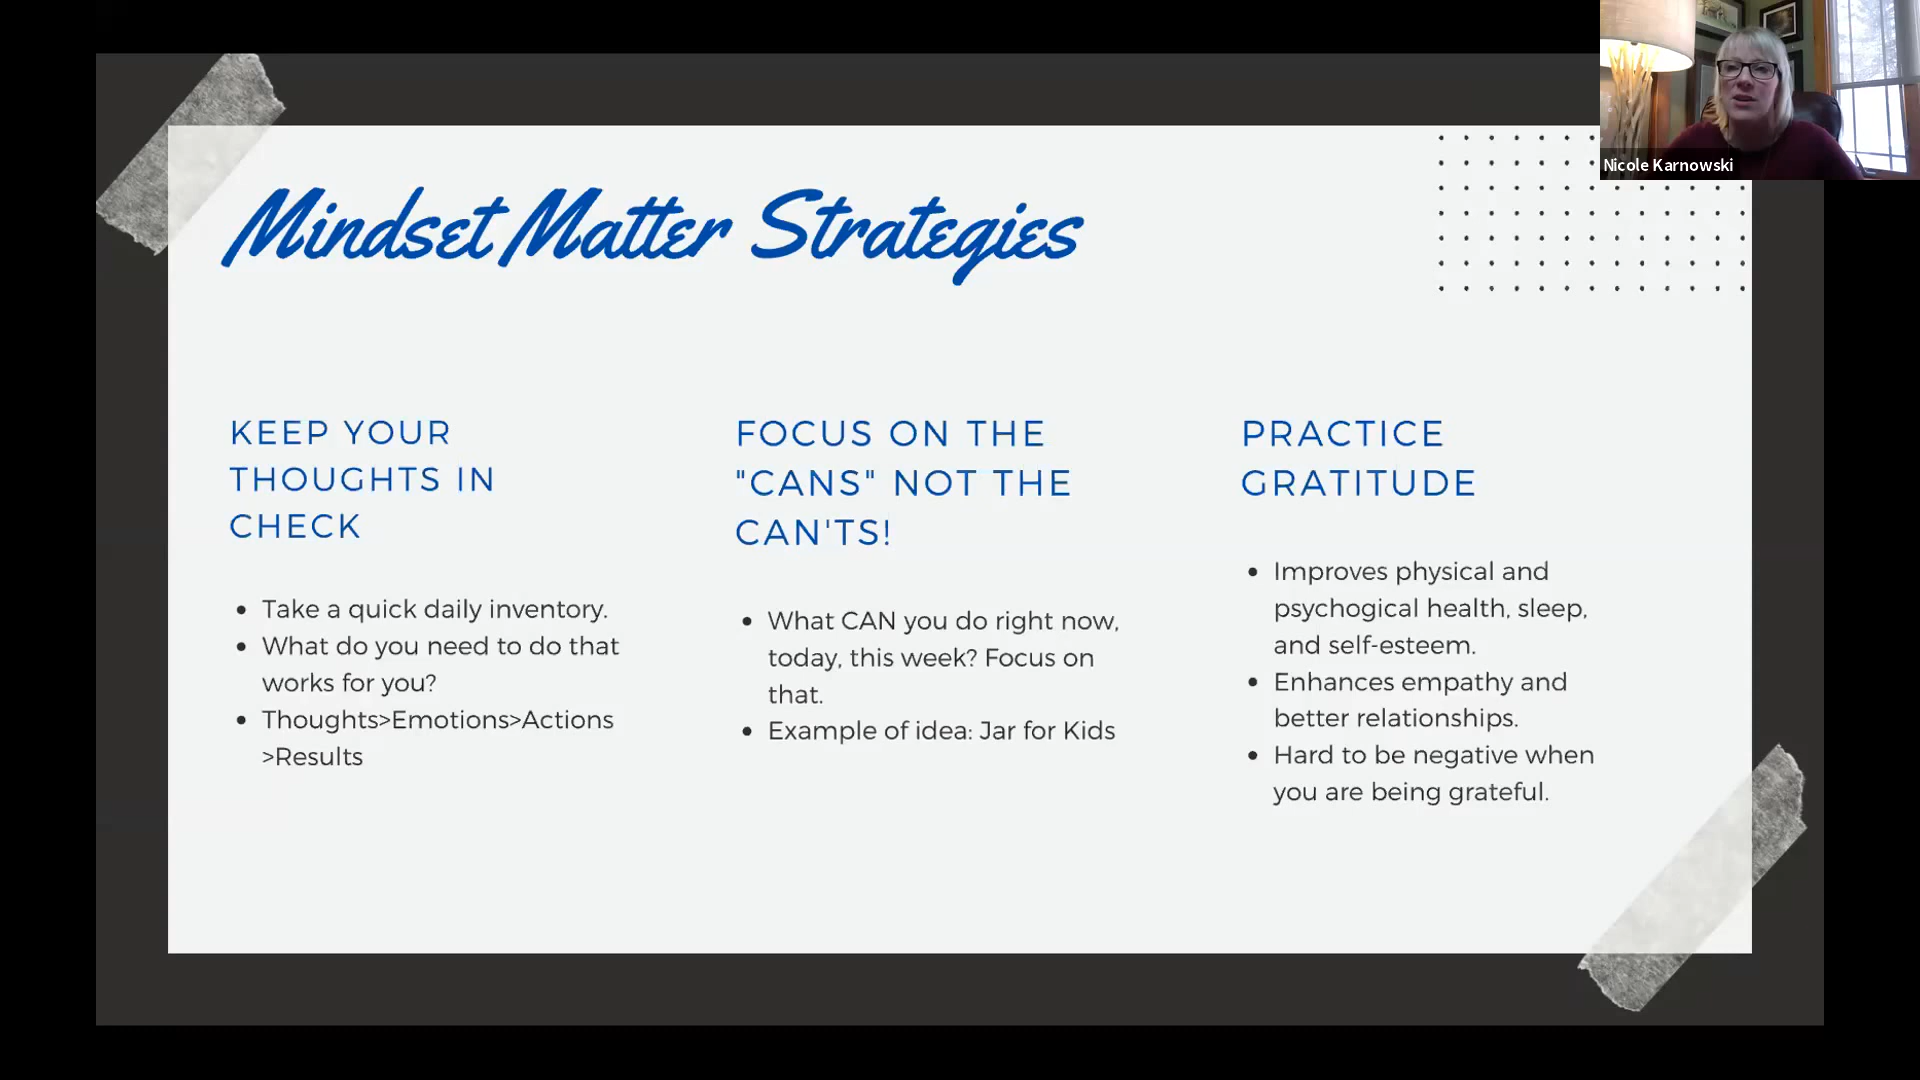 Nicole Karnowski
Mindset Matter Strategies
KEEP YOUR
THOUGHTS IN
CHECK
• Take a quick daily inventory.
• What do you need to do that
works for you?
• Thoughts>Emotions>Actions
>Results
FOCUS ON THE
"CANS" NOT THE
CAN'TS!
• What CAN you do right now,
today, this week? Focus on
that.
• Example of idea: Jar for Kids
PRACTICE
GRATITUDE
• Improves physical and
psychogical health, sleep,
and self-esteem.
• Enhances empathy and
better relationships.
• Hard to be negative when
you are being grateful.